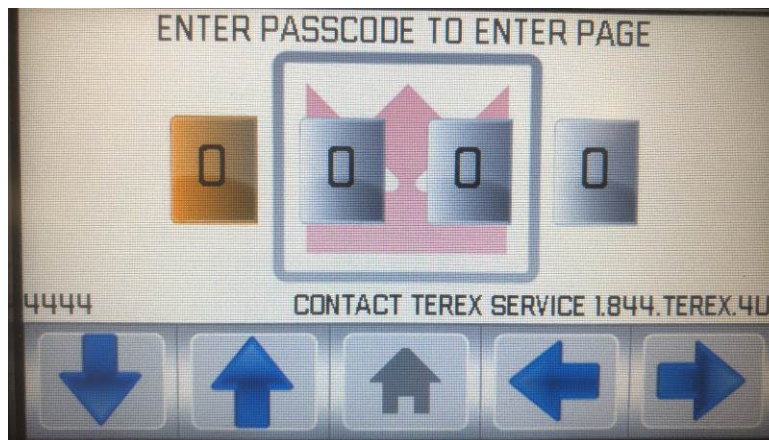 ENTER PASSCODE TO ENTER PAGE
0 0 0 0
4444 CONTACT TEREX SERVICE 1.844.TEREX.4U